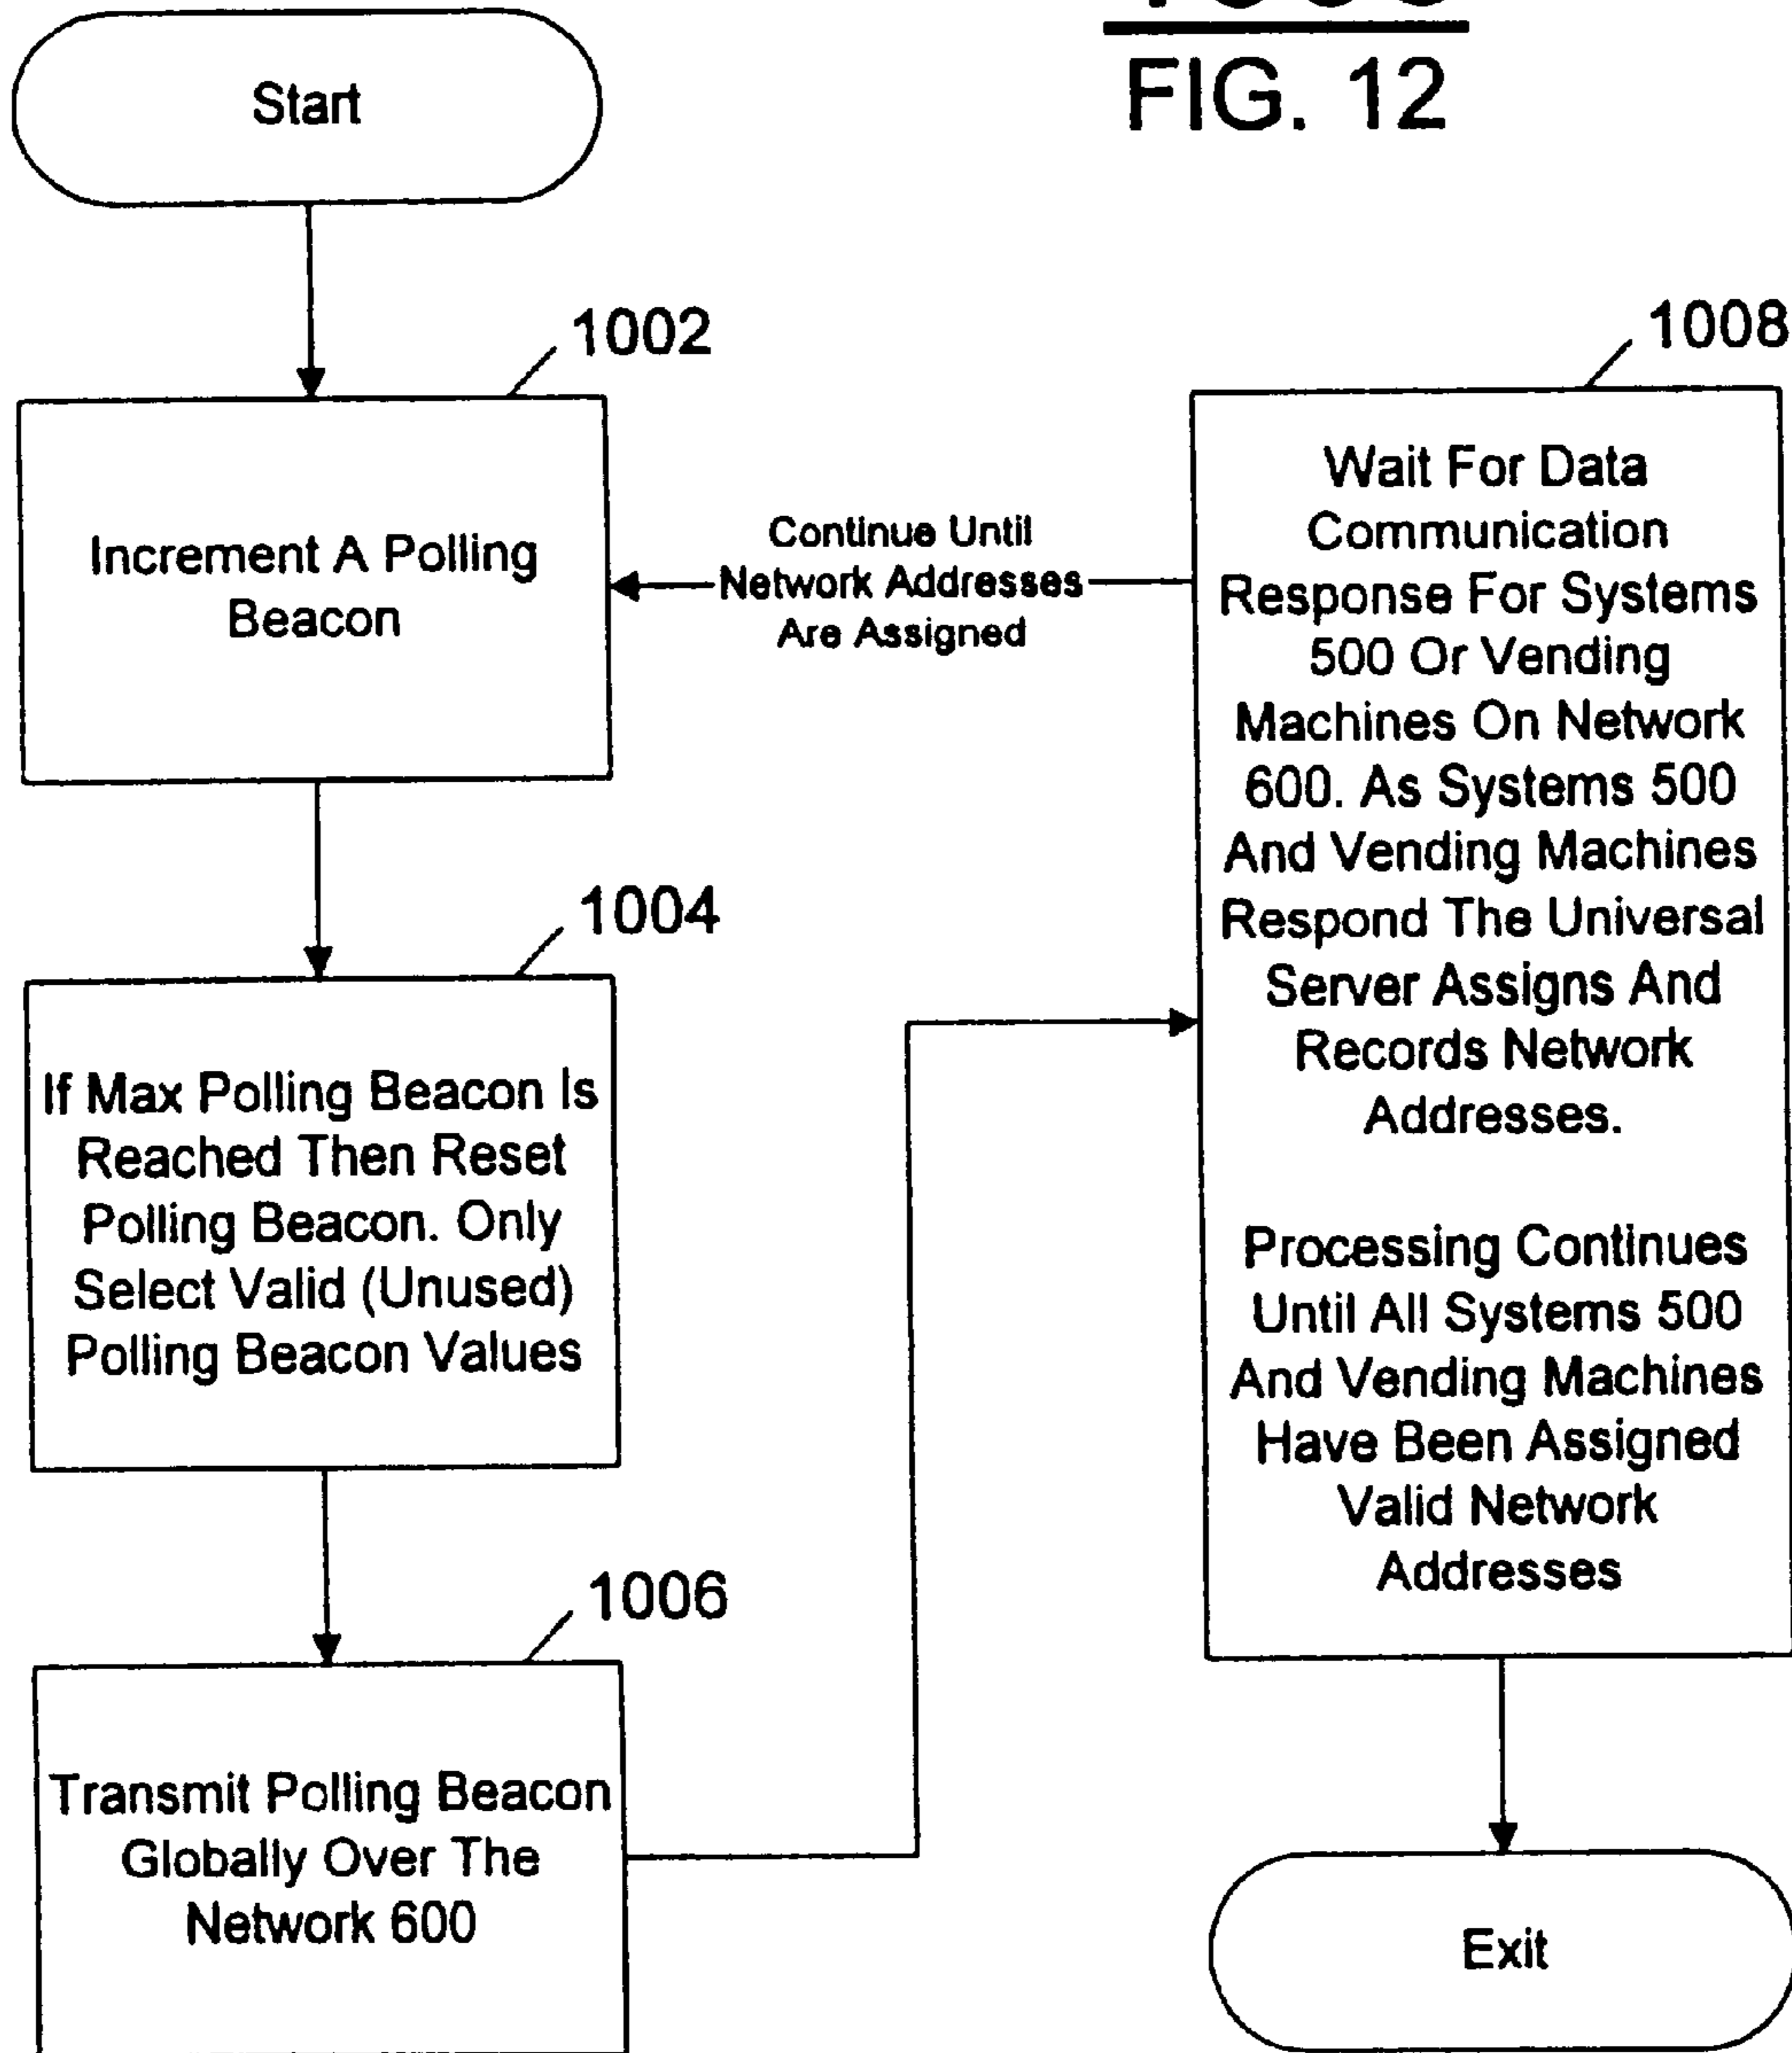 FIG. 12
Start
1002
Increment A Polling
Beacon
Continue Until
Network Addresses
Are Assigned
1004
If Max Polling Beacon Is
Reached Then Reset
Polling Beacon. Only
Select Valid (Unused)
Polling Beacon Values
1006
Transmit Polling Beacon
Globally Over The
Network 600
1008
Wait For Data
Communication
Response For Systems
500 Or Vending
Machines On Network
600. As Systems 500
And Vending Machines
Respond The Universal
Server Assigns And
Records Network
Addresses.
Processing Continues
Until All Systems 500
And Vending Machines
Have Been Assigned
Valid Network
Addresses
Exit